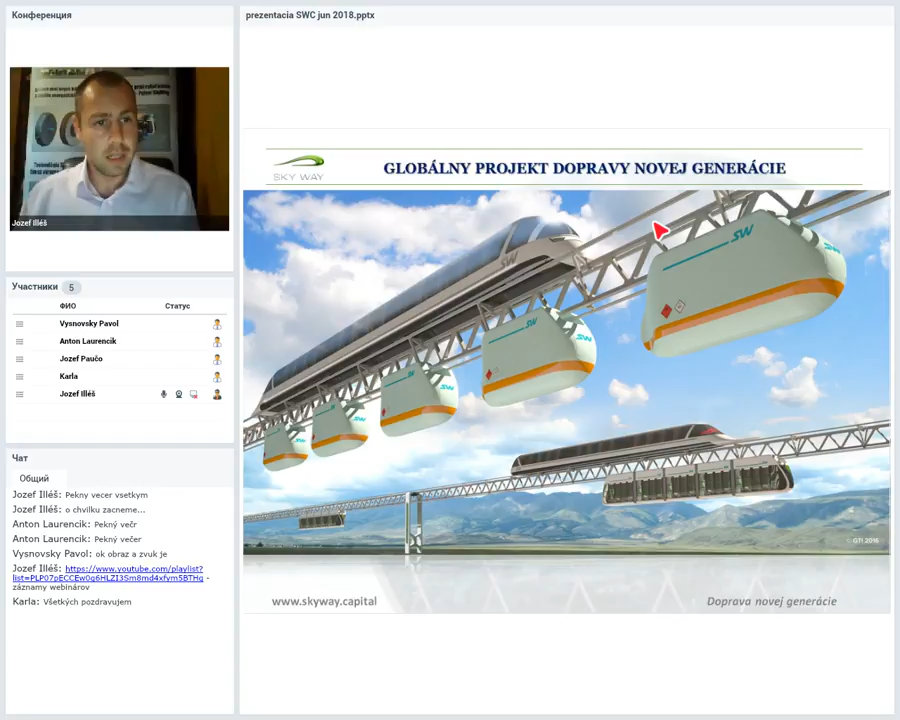 Конференция
Jozef Illéš
Участники 5
ФИО Статус
Vysnovsky Pavol
Anton Laurencik
Jozef Paučo
Karla
Jozef Illéš
Чат
Общий
Jozef Illéš: Pekny vecer vsetkym
Jozef Illéš: o chvilku zacneme...
Anton Laurencik: Pekný večr
Anton Laurencik: Pekný večer
Vysnovsky Pavol: ok obraz a zvuk je
Jozef Illéš: https://www.youtube.com/playlist?
list=PLP07pECCEw0q6HLZI3Sm8md4xfym5BTHg -
záznamy webinárov
Karla: Všetkých pozdravujem
prezentacia SWC jun 2018.pptx
SKY WAY
GLOBÁLNY PROJEKT DOPRAVY NOVEJ GENERÁCIE
SW
SW
SW
SW
© GTI 2016
www.skyway.capital
Doprava novej generácie